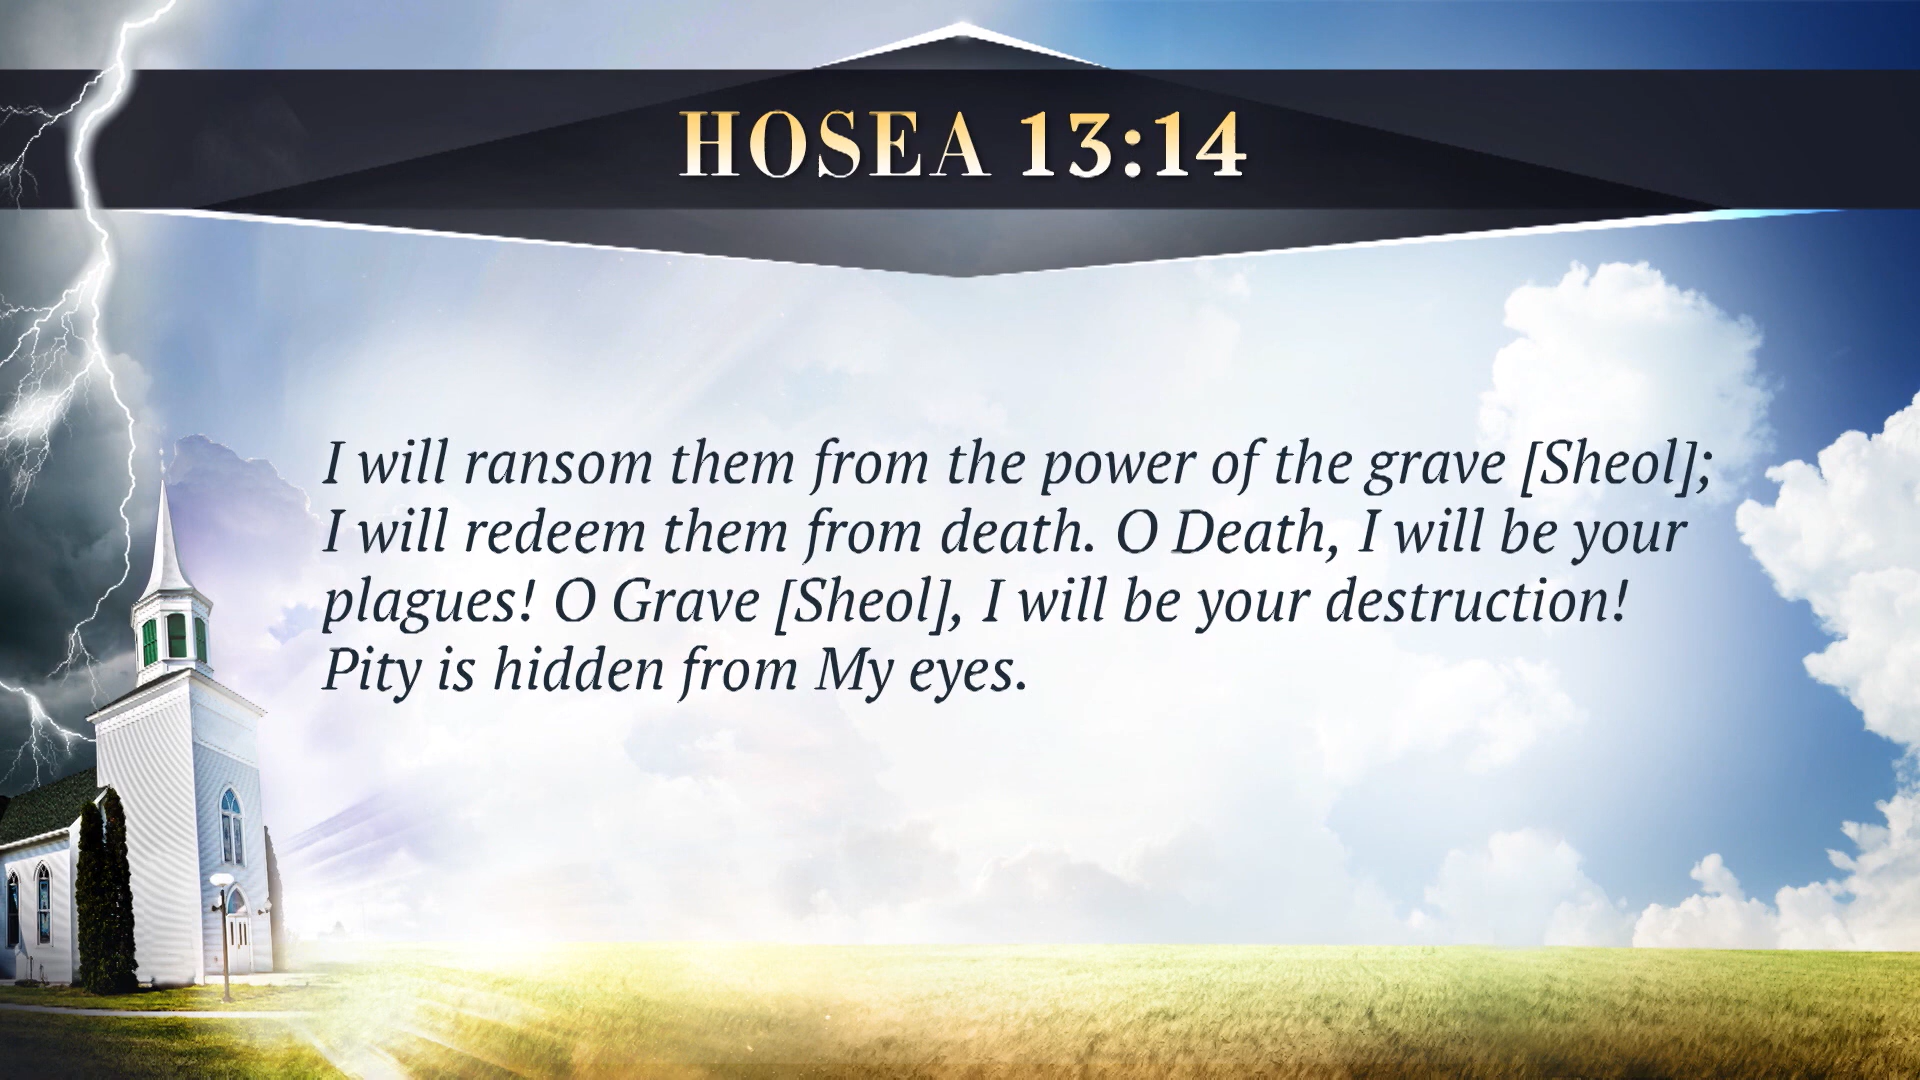 HOSEA 13:14
I will ransom them from the power of the grave [Sheol];
I will redeem them from death. O Death, I will be your
plagues! O Grave [Sheol], I will be your destruction!
Pity is hidden from My eyes.